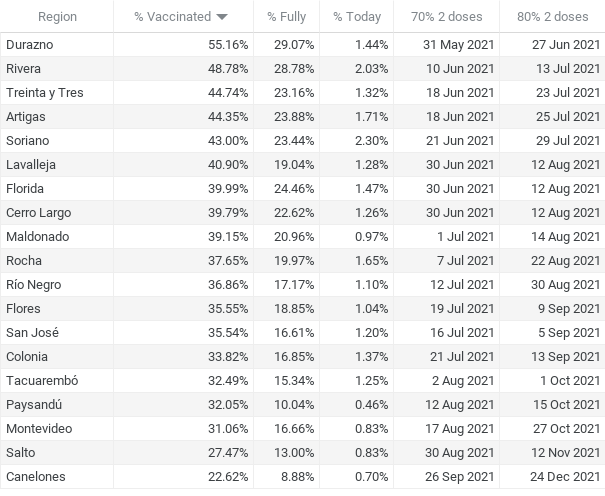 Region % Vaccinated % Fully % Today 70% 2 doses 80% 2 doses
Durazno 55.16% 29.07% 1.44% 31 May 2021 27 Jun 2021
Rivera 48.78% 28.78% 2.03% 10 Jun 2021 13 Jul 2021
Treinta y Tres 44.74% 23.16% 1.32% 18 Jun 2021 23 Jul 2021
Artigas 44.35% 23.88% 1.71% 18 Jun 2021 25 Jul 2021
Soriano 43.00% 23.44% 2.30% 21 Jun 2021 29 Jul 2021
Lavalleja 40.90% 19.04% 1.28% 30 Jun 2021 12 Aug 2021
Florida 39.99% 24.46% 1.47% 30 Jun 2021 12 Aug 2021
Cerro Largo 39.79% 22.62% 1.26% 30 Jun 2021 12 Aug 2021
Maldonado 39.15% 20.96% 0.97% 1 Jul 2021 14 Aug 2021
Rocha 37.65% 19.97% 1.65% 7 Jul 2021 22 Aug 2021
Río Negro 36.86% 17.17% 1.10% 12 Jul 2021 30 Aug 2021
Flores 35.55% 18.85% 1.04% 19 Jul 2021 9 Sep 2021
San José 35.54% 16.61% 1.20% 16 Jul 2021 5 Sep 2021
Colonia 33.82% 16.85% 1.37% 21 Jul 2021 13 Sep 2021
Tacuarembó 32.49% 15.34% 1.25% 2 Aug 2021 1 Oct 2021
Paysandú 32.05% 10.04% 0.46% 12 Aug 2021 15 Oct 2021
Montevideo 31.06% 16.66% 0.83% 17 Aug 2021 27 Oct 2021
Salto 27.47% 13.00% 0.83% 30 Aug 2021 12 Nov 2021
Canelones 22.62% 8.88% 0.70% 26 Sep 2021 24 Dec 2021